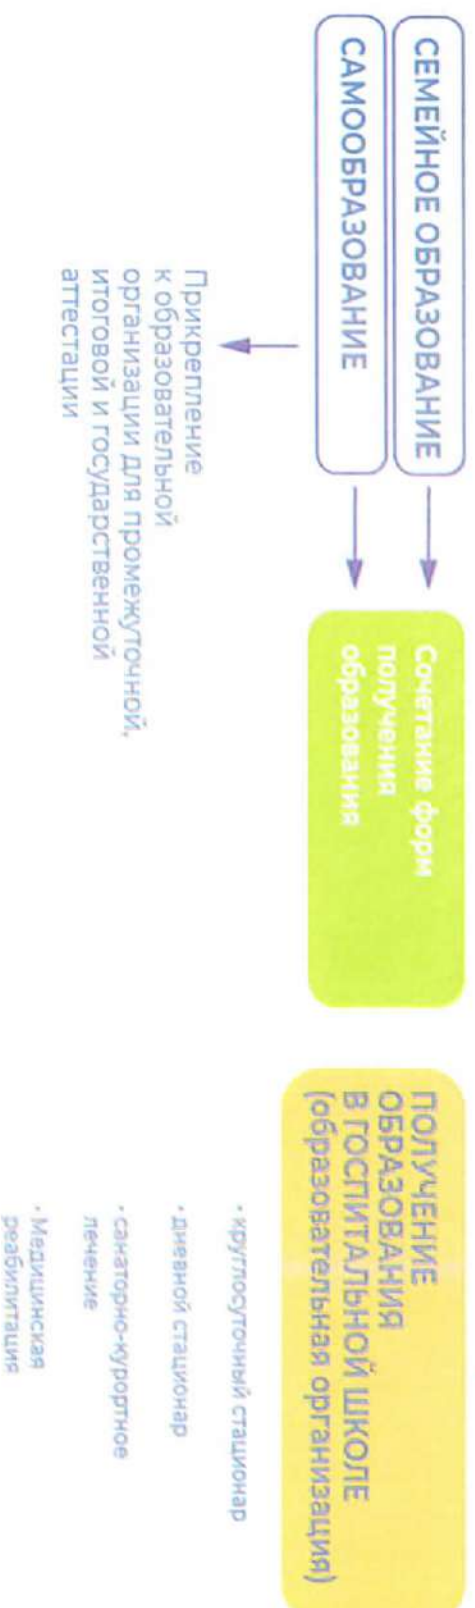 СЕМЕЙНОЕ ОБРАЗОВАНИЕ
САМООБРАЗОВАНИЕ
Прикрепление
к образовательной
организации для промежуточной,
итоговой и государственной
аттестации
Сочетание форм
получения
образования
ПОЛУЧЕНИЕ
ОБРАЗОВАНИЯ
В ГОСПИТАЛЬНОЙ ШКОЛЕ
(образовательная организация)
• круглосуточный стационар
• дневной стационар
• санаторно-курортное
лечение
• Медицинская
реабилитация